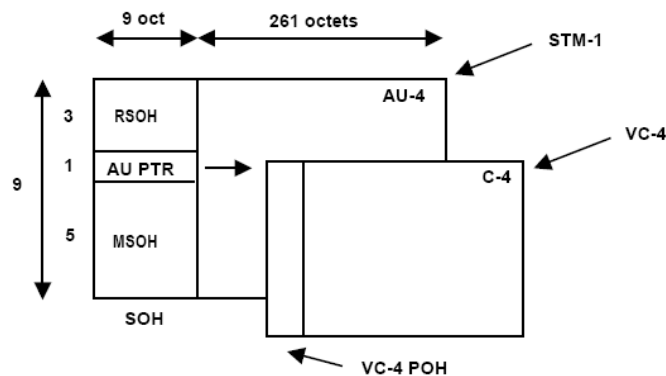 9 oct
261 octets
STM-1
AU-4
3
RSOH
VC-4
1
AU PTR
C-4
9
5
MSOH
SOH
VC-4 POH